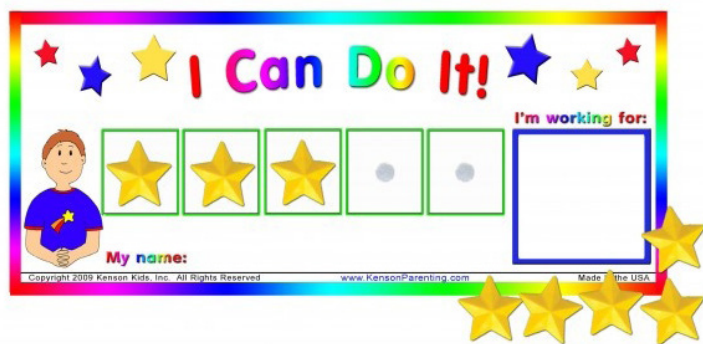 I Can Do It!
I'm working for:
My name:
Copyright 2009 Kenson Kids, Inc. All Rights Reserved www.KensonParenting.com Made the USA